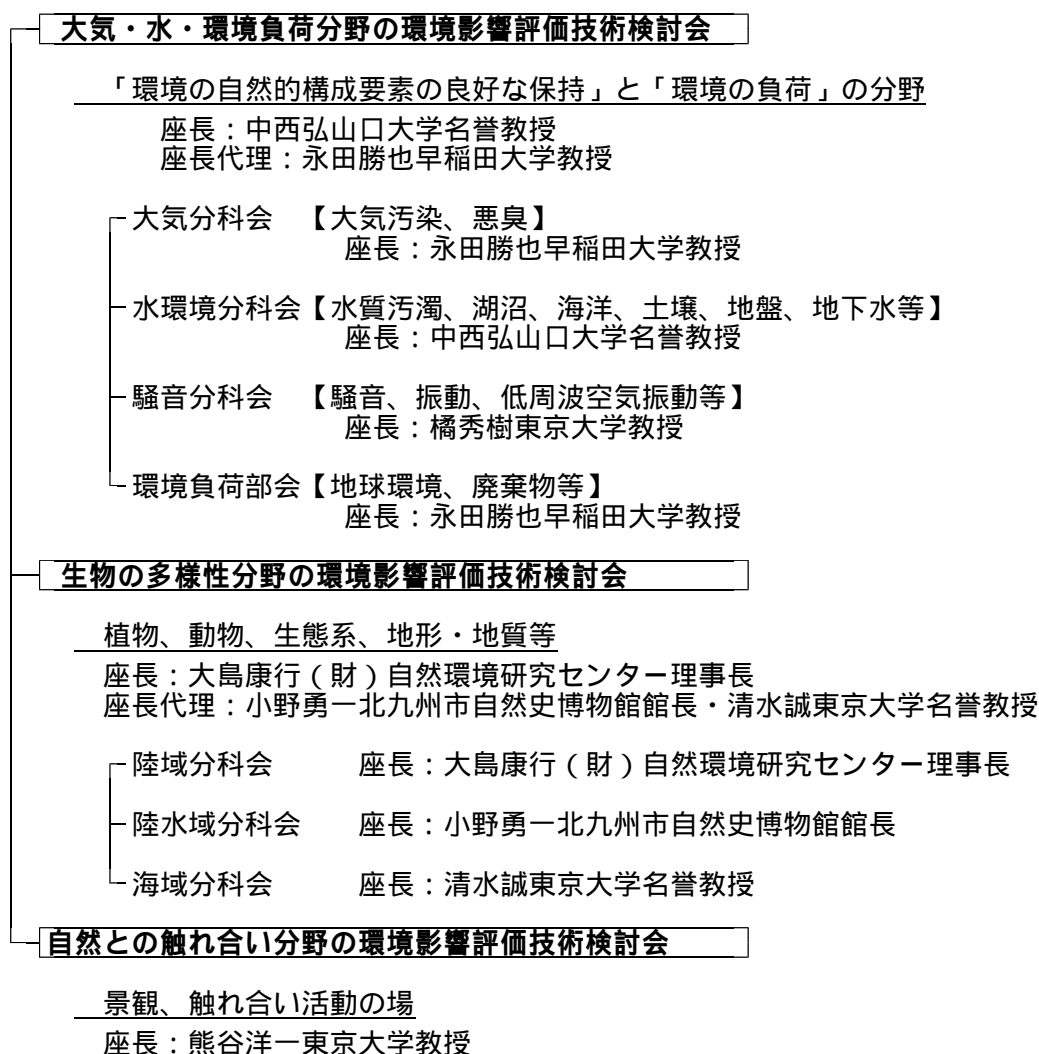 大気・水・環境負荷分野の環境影響評価技術検討会
「環境の自然的構成要素の良好な保持」と「環境の負荷」の分野
座長：中西弘山口大学名誉教授
座長代理：永田勝也早稲田大学教授
大気分科会　【大気汚染、悪臭】
座長：永田勝也早稲田大学教授
水環境分科会【水質汚濁、湖沼、海洋、土壌、地盤、地下水等】
座長：中西弘山口大学名誉教授
騒音分科会　【騒音、振動、低周波空気振動等】
座長：橘秀樹東京大学教授
環境負荷部会【地球環境、廃棄物等】
座長：永田勝也早稲田大学教授
生物の多様性分野の環境影響評価技術検討会
植物、動物、生態系、地形・地質等
座長：大島康行（財）自然環境研究センター理事長
座長代理：小野勇一北九州市自然史博物館館長・清水誠東京大学名誉教授
陸域分科会　　座長：大島康行（財）自然環境研究センター理事長
陸水域分科会　　座長：小野勇一北九州市自然史博物館館長
海域分科会　　座長：清水誠東京大学名誉教授
自然との触れ合い分野の環境影響評価技術検討会
景観、触れ合い活動の場
座長：熊谷洋一東京大学教授